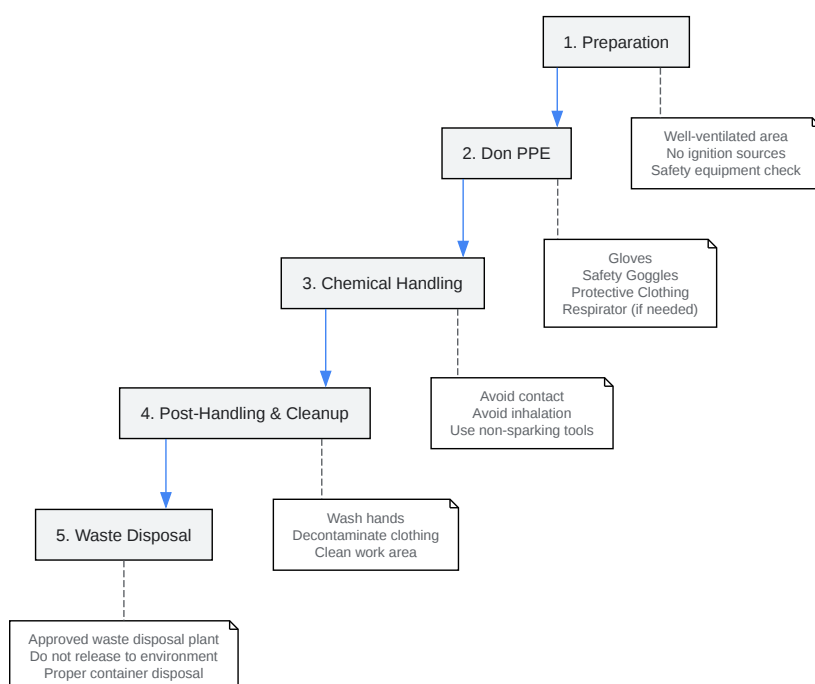 1. Preparation
Well-ventilated area
No ignition sources
Safety equipment check
2. Don PPE
Gloves
Safety Goggles
Protective Clothing
Respirator (if needed)
3. Chemical Handling
Avoid contact
Avoid inhalation
Use non-sparking tools
4. Post-Handling & Cleanup
Wash hands
Decontaminate clothing
Clean work area
5. Waste Disposal
Approved waste disposal plant
Do not release to environment
Proper container disposal